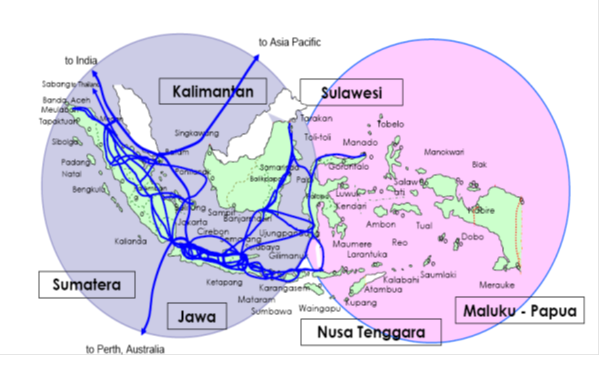 to Asia Pacific
to India
Kalimantan
Sulawesi
Sabang
Banda Aceh
Meulaboh
Medan
Tapaktuan
Tarakan
Tobelo
Toli-toli
Singkawang
Sibolga
Batam
Manado
Manokwari
Padang
Gorontalo
Biak
Natal
Samarinda
Balikpapan
Bengkulu
Luwuk
Kendari
Sampit
Banjarmasin
Jakarta
Ambon
Tual
Kalianda
Cirebon
Semarang
Dobo
Maumere
Reo
Larantuka
Gilimanuk
Saumlaki
Ketapang
Karangasem
Kalabahi
Atambua
Merauke
Sumatera
Mataram
Kupang
Sumbawa
Waingapu
Jawa
Maluku - Papua
Nusa Tenggara
to Perth, Australia